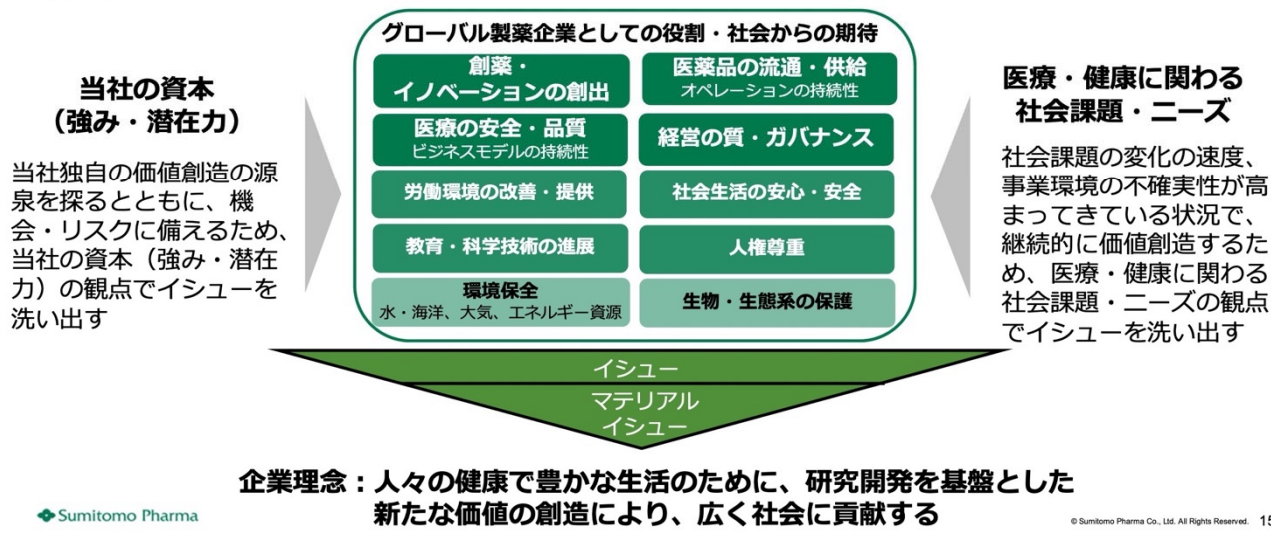 グローバル製薬企業としての役割・社会からの期待
当社の資本
（強み・潜在力）
当社独自の価値創造の源
泉を探るとともに、機
会・リスクに備えるため、
当社の資本（強み・潜在
力）の観点でイシューを
洗い出す
創薬・
イノベーションの創出
医薬品の流通・供給
オペレーションの持続性
医療の安全・品質
ビジネスモデルの持続性
経営の質・ガバナンス
労働環境の改善・提供
社会生活の安心・安全
教育・科学技術の進展
人権尊重
環境保全
水・海洋、大気、エネルギー資源
生物・生態系の保護
医療・健康に関わる
社会課題・ニーズ
社会課題の変化の速度、
事業環境の不確実性が高
まってきている状況で、
継続的に価値創造するた
め、医療・健康に関わる
社会課題・ニーズの観点
でイシューを洗い出す
イシュー
マテリアル
イシュー
企業理念：人々の健康で豊かな生活のために、研究開発を基盤とした
新たな価値の創造により、広く社会に貢献する
Sumitomo Pharma
© Sumitomo Pharma Co., Ltd. All Rights Reserved. 15